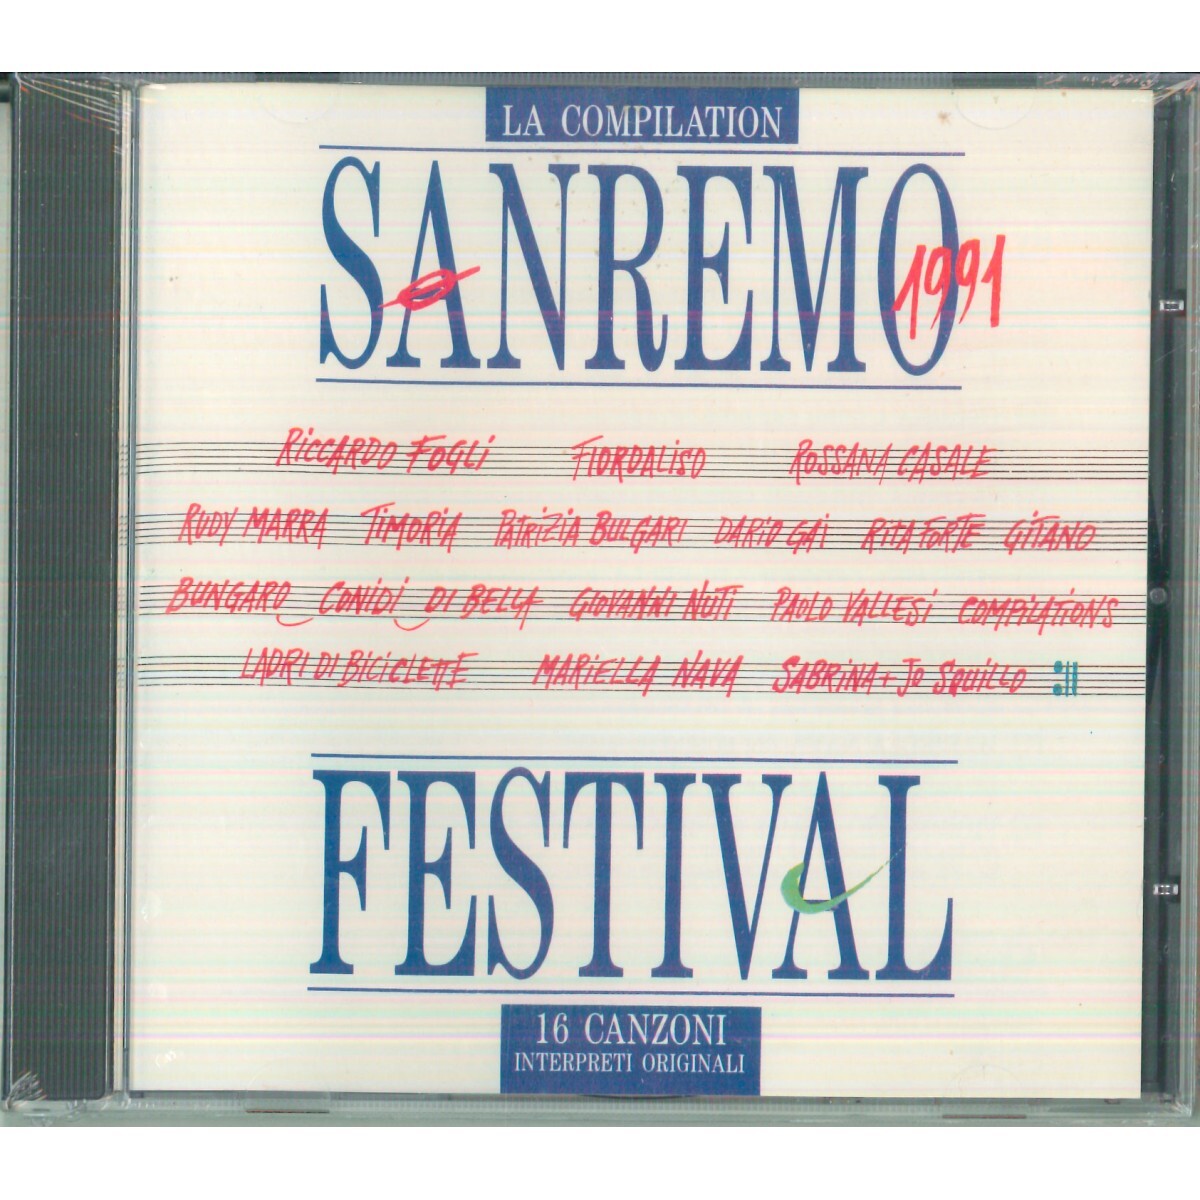 LA COMPILATION
SANREMO
1991
RICCARDO FOGLI FIORDALISO ROSSANA CASALE
RUDY MARRA TIMORIA PATRIZIA BULGARI DARIO GAI RITA FORTE GITANO
BUNGARO CONIDI DI BELLA GIOVANNI NUTI PAOLO VALLESI COMPILATIONS
LADRI DI BICICLETTE MARIELLA NAVA SABRINA + JO SQUILLO
FESTIVAL
16 CANZONI
INTERPRETI ORIGINALI